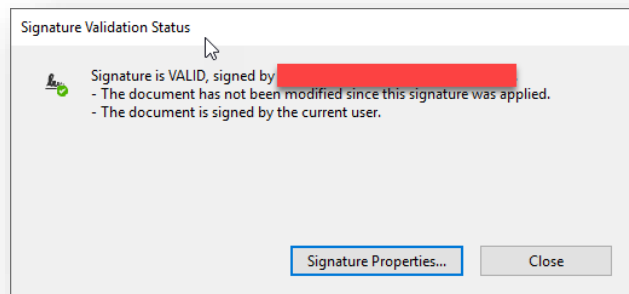 Signature Validation Status
Signature is VALID, signed by
- The document has not been modified since this signature was applied.
- The document is signed by the current user.
Signature Properties...
Close